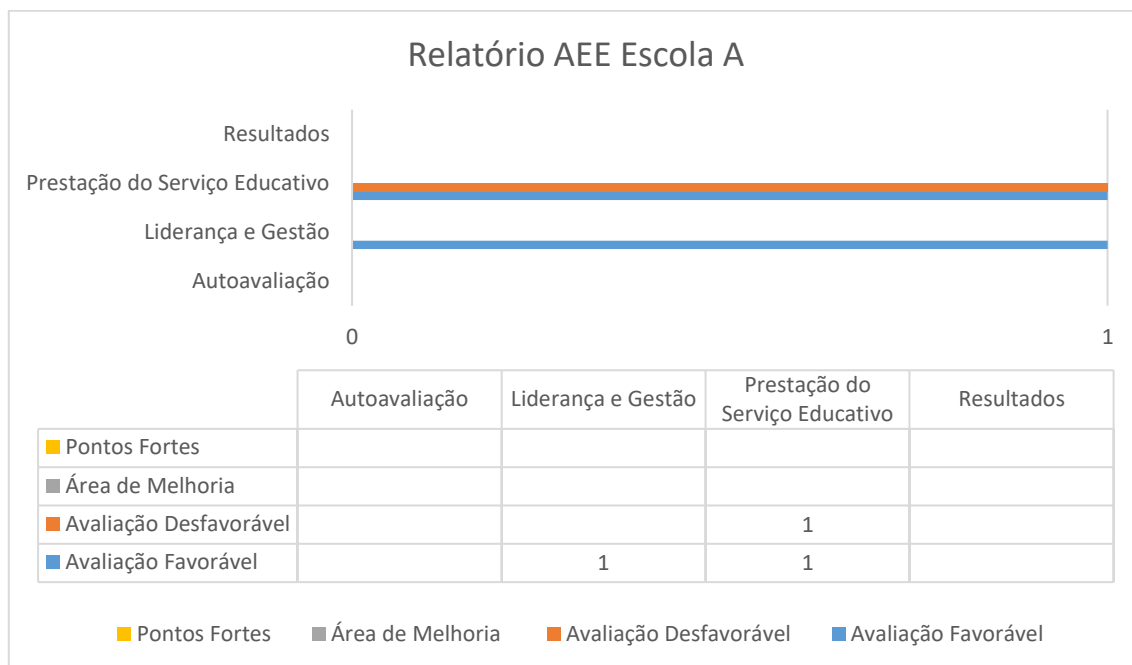 Relatório AEE Escola A
Resultados
Prestação do Serviço Educativo
Liderança e Gestão
Autoavaliação
0 1
Autoavaliação Liderança e Gestão Prestação do Serviço Educativo Resultados
Pontos Fortes
Área de Melhoria
Avaliação Desfavorável 1
Avaliação Favorável 1 1
Pontos Fortes Área de Melhoria Avaliação Desfavorável Avaliação Favorável